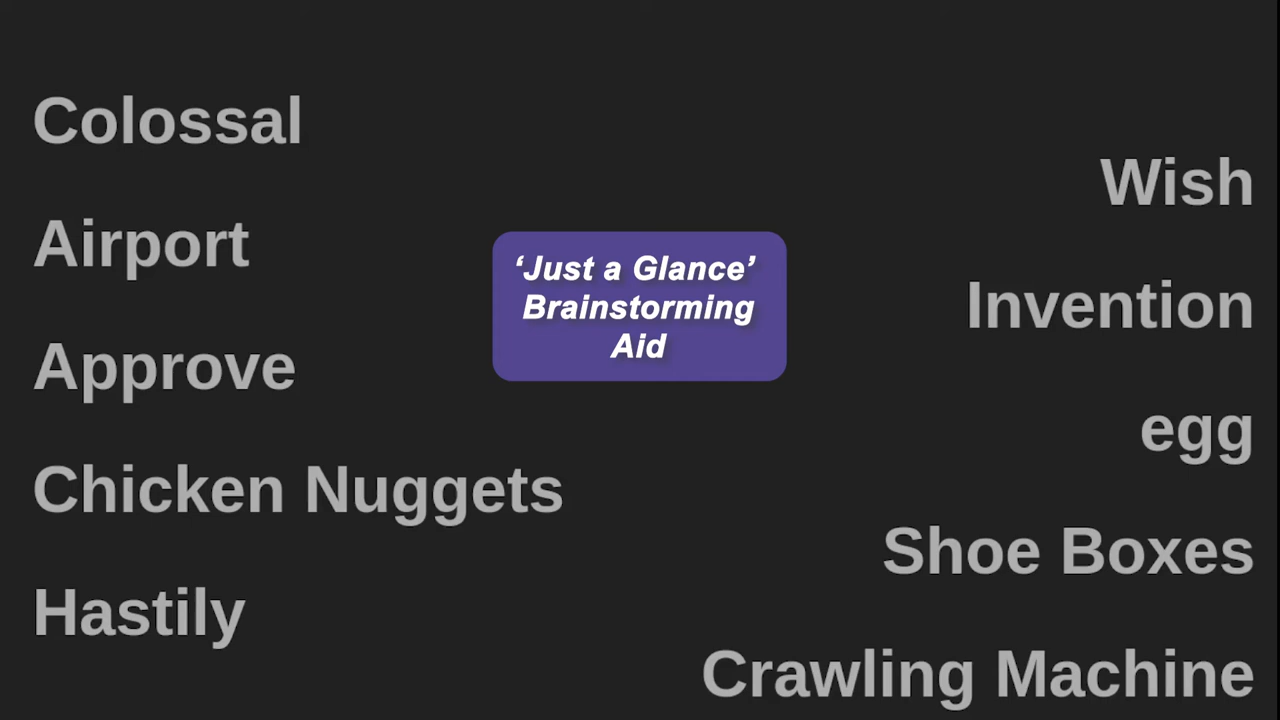 Colossal
Airport
Approve
Chicken Nuggets
Hastily
‘Just a Glance’
Brainstorming
Aid
Wish
Invention
egg
Shoe Boxes
Crawling Machine